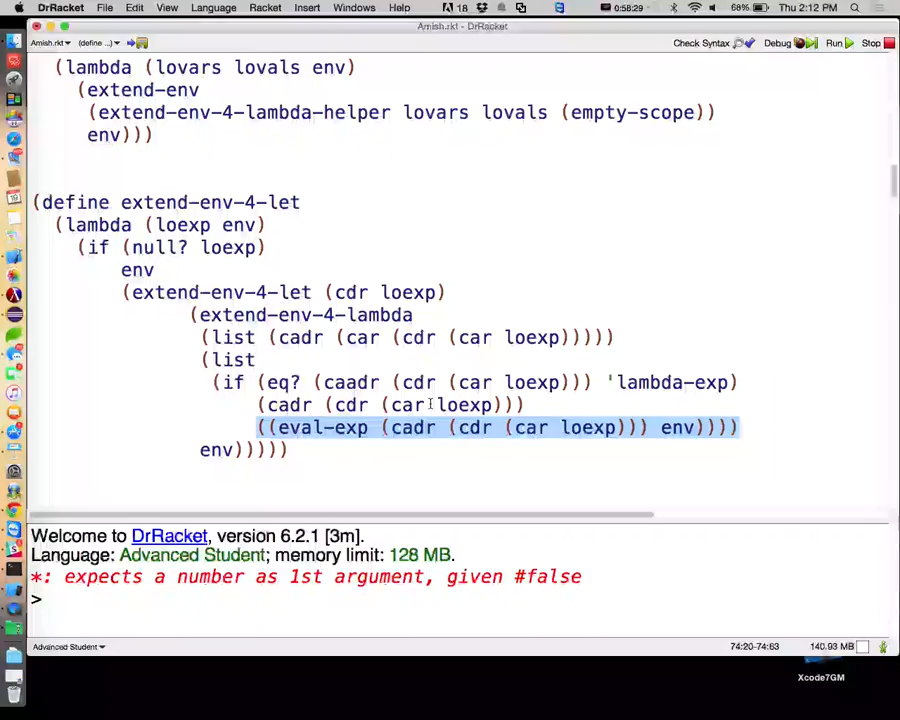 DrRacket File Edit View Language Racket Insert Windows Help 18 0:58:29 68% Thu 2:12 PM
Amish.rkt - DrRacket
Amish.rkt▾ (define ...)▾ Check Syntax Debug Run Stop
(lambda (lovars lovals env)
(extend-env
(extend-env-4-lambda-helper lovars lovals (empty-scope))
env)))
(define extend-env-4-let
(lambda (loexp env)
(if (null? loexp)
env
(extend-env-4-let (cdr loexp)
(extend-env-4-lambda
(list (cadr (car (cdr (car loexp)))))
(list
(if (eq? (caadr (cdr (car loexp))) 'lambda-exp)
(cadr (cdr (car loexp)))
((eval-exp (cadr (cdr (car loexp))) env))))
env)))))
Welcome to DrRacket, version 6.2.1 [3m].
Language: Advanced Student; memory limit: 128 MB.
*: expects a number as 1st argument, given #false
>
Advanced Student▾ 74:20-74:63 140.93 MB
Xcode7GM